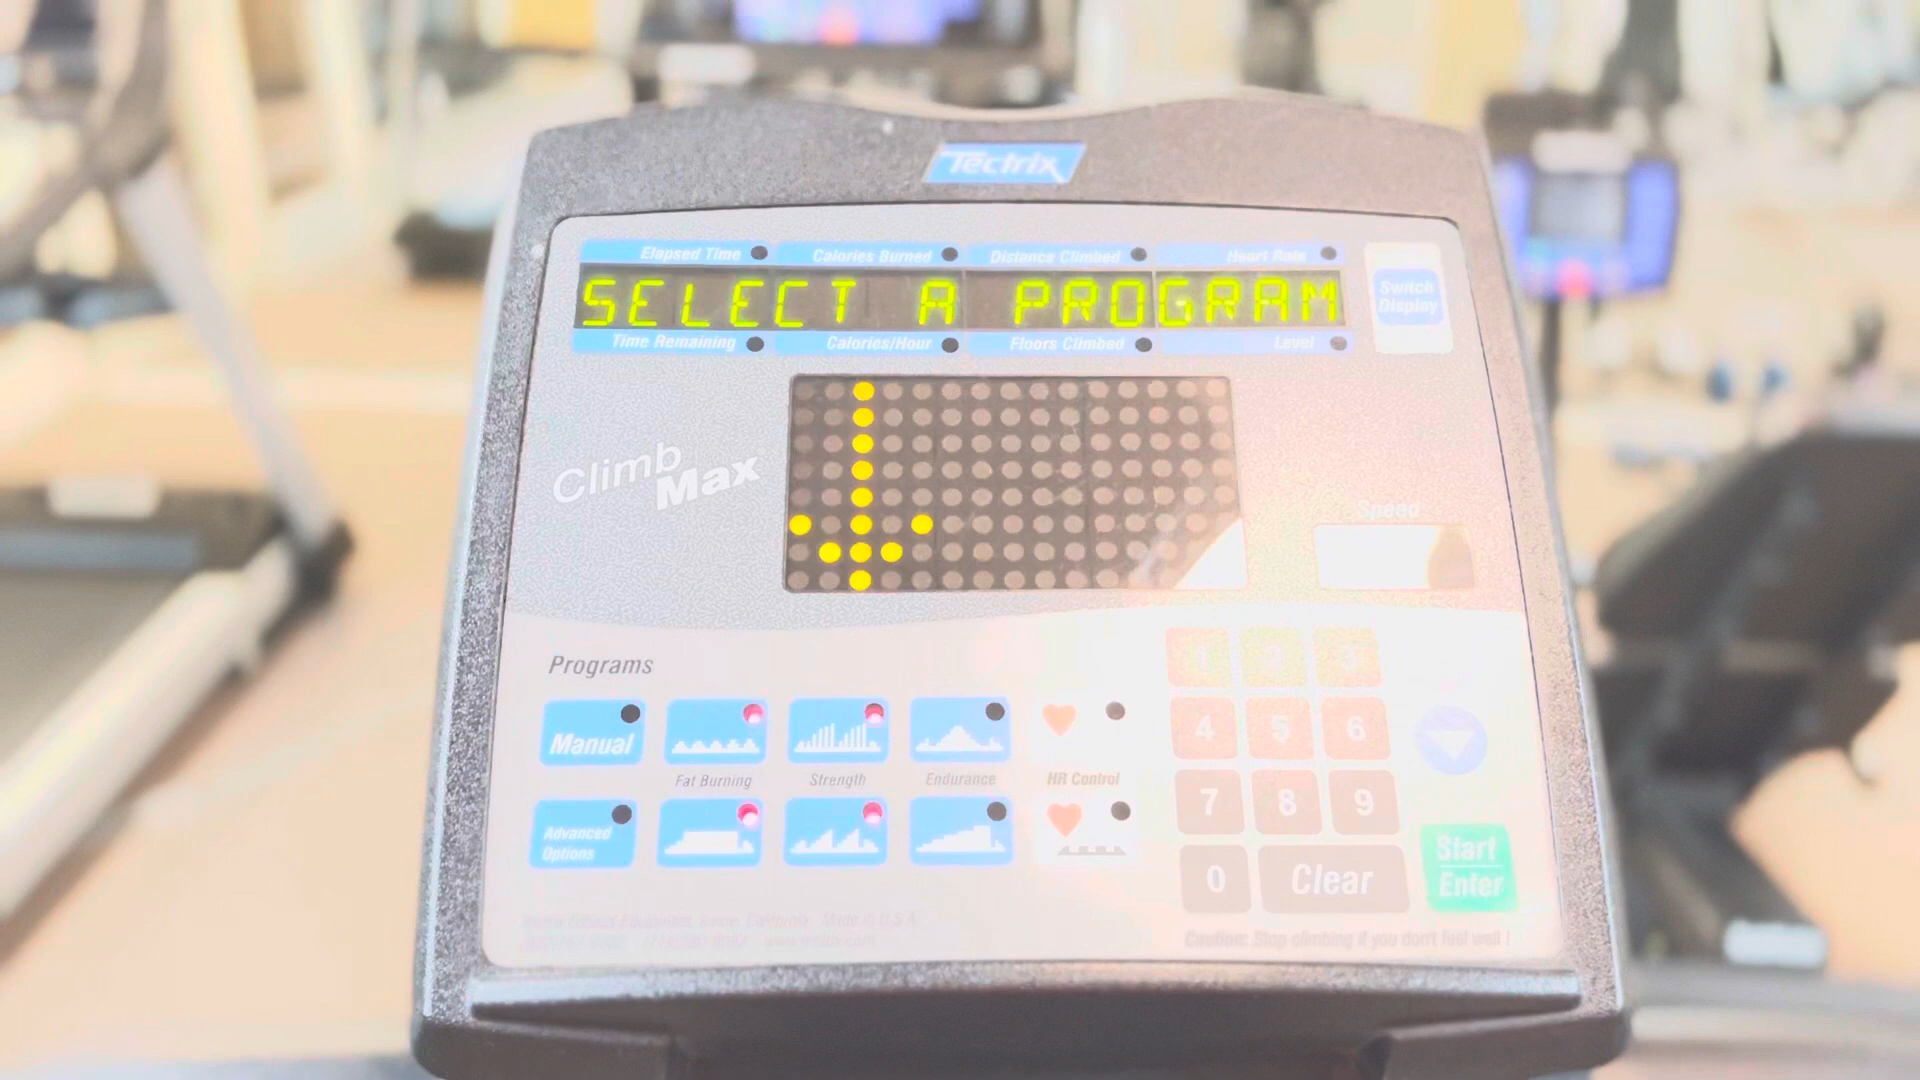 Tectrix
Elapsed Time Calories Burned Distance Climbed Heart Rate
SELECT A PROGRAM
Switch
Display
Time Remaining Calories/Hour Floors Climbed Level
Climb
Max
Speed
Programs
1 2 3
Manual
4 5 6
Fat Burning Strength Endurance HR Control
7 8 9
Advanced
Options
Start
Enter
0 Clear
Made in U.S.A.
Caution: Stop climbing if you don't feel well !